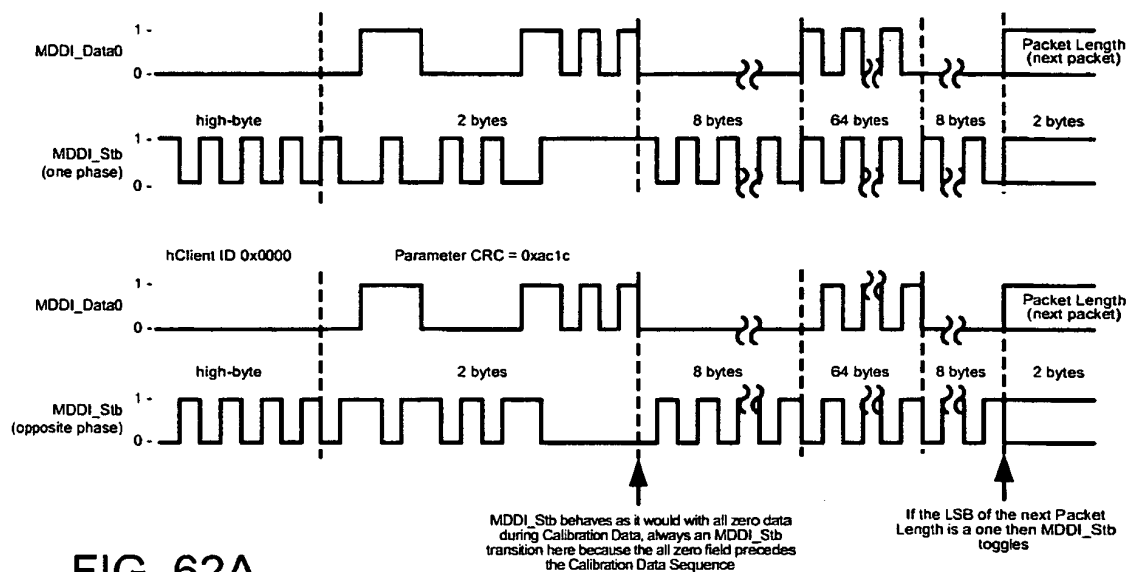 1 -
MDDI_Data0
0 -
Packet Length
(next packet)
high-byte
2 bytes
8 bytes
64 bytes
8 bytes
2 bytes
1 -
MDDI_Stb
(one phase)
0 -
hClient ID 0x0000
Parameter CRC = 0xac1c
1 -
MDDI_Data0
0 -
Packet Length
(next packet)
high-byte
2 bytes
8 bytes
64 bytes
8 bytes
2 bytes
1 -
MDDI_Stb
(opposite phase)
0 -
MDDI_Stb behaves as it would with all zero data
during Calibration Data, always an MDDI_Stb
transition here because the all zero field precedes
the Calibration Data Sequence
If the LSB of the next Packet
Length is a one then MDDI_Stb
toggles
FIG. 62A